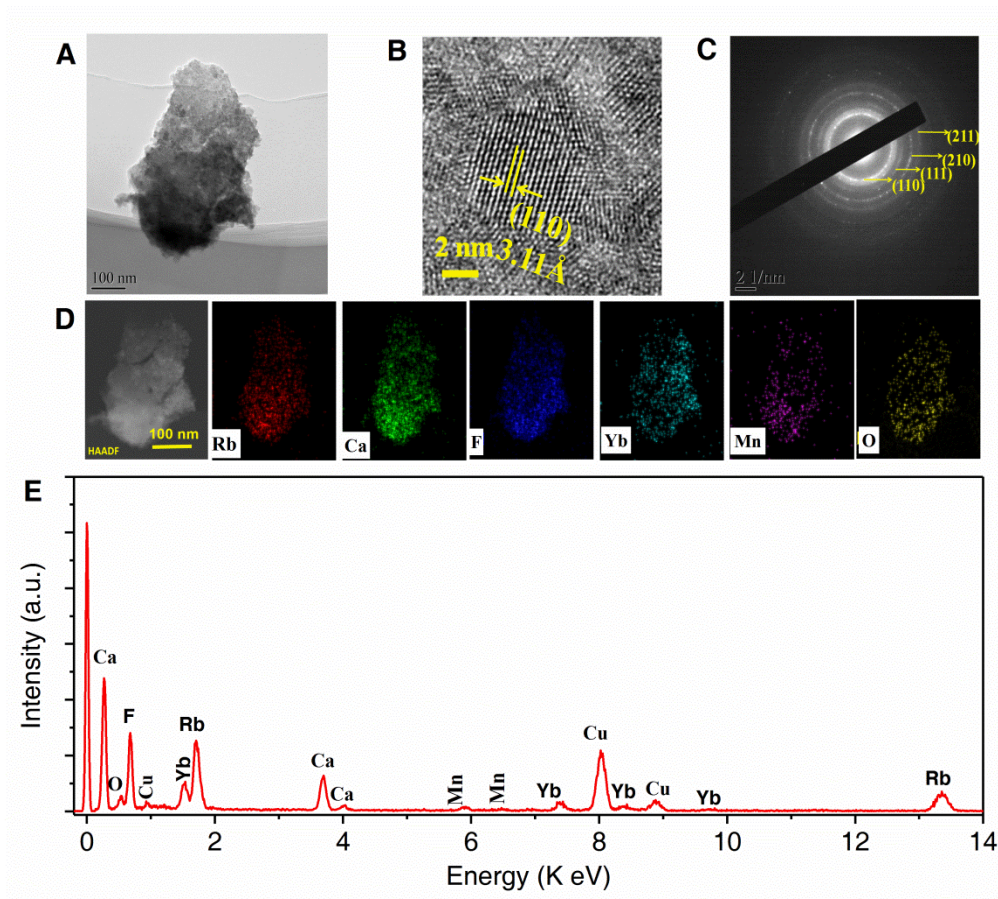 A
100 nm
B
(110)
2 nm 3.11Å
C
(211)
(210)
(111)
(110)
2 1/nm
D
HAADF
100 nm
Rb
Ca
F
Yb
Mn
O
E
Intensity (a.u.)
Ca
O
F
Cu
Yb
Rb
Ca
Ca
Mn
Mn
Yb
Cu
Yb
Cu
Yb
Rb
0 2 4 6 8 10 12 14
Energy (K eV)